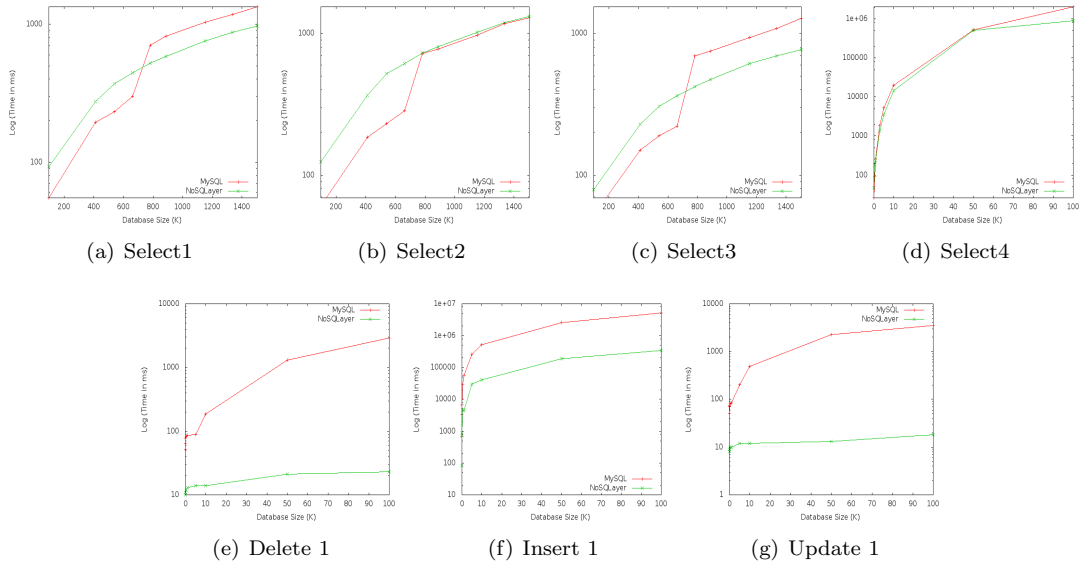 1000
100
Log (Time in ms)
MySQL
NoSQLayer
200 400 600 800 1000 1200 1400
Database Size (K)
(a) Select1
1000
100
Log (Time in ms)
MySQL
NoSQLayer
200 400 600 800 1000 1200 1400
Database Size (K)
(b) Select2
1000
100
Log (Time in ms)
MySQL
NoSQLayer
200 400 600 800 1000 1200 1400
Database Size (K)
(c) Select3
1e+06
100000
10000
1000
100
Log (Time in ms)
MySQL
NoSQLayer
0 10 20 30 40 50 60 70 80 90 100
Database Size (K)
(d) Select4
10000
1000
100
10
Log (Time in ms)
MySQL
NoSQLayer
0 10 20 30 40 50 60 70 80 90 100
Database Size (K)
(e) Delete 1
1e+07
1e+06
100000
10000
1000
100
10
Log (Time in ms)
MySQL
NoSQLayer
0 10 20 30 40 50 60 70 80 90 100
Database Size (K)
(f) Insert 1
10000
1000
100
10
1
Log (Time in ms)
MySQL
NoSQLayer
0 10 20 30 40 50 60 70 80 90 100
Database Size (K)
(g) Update 1